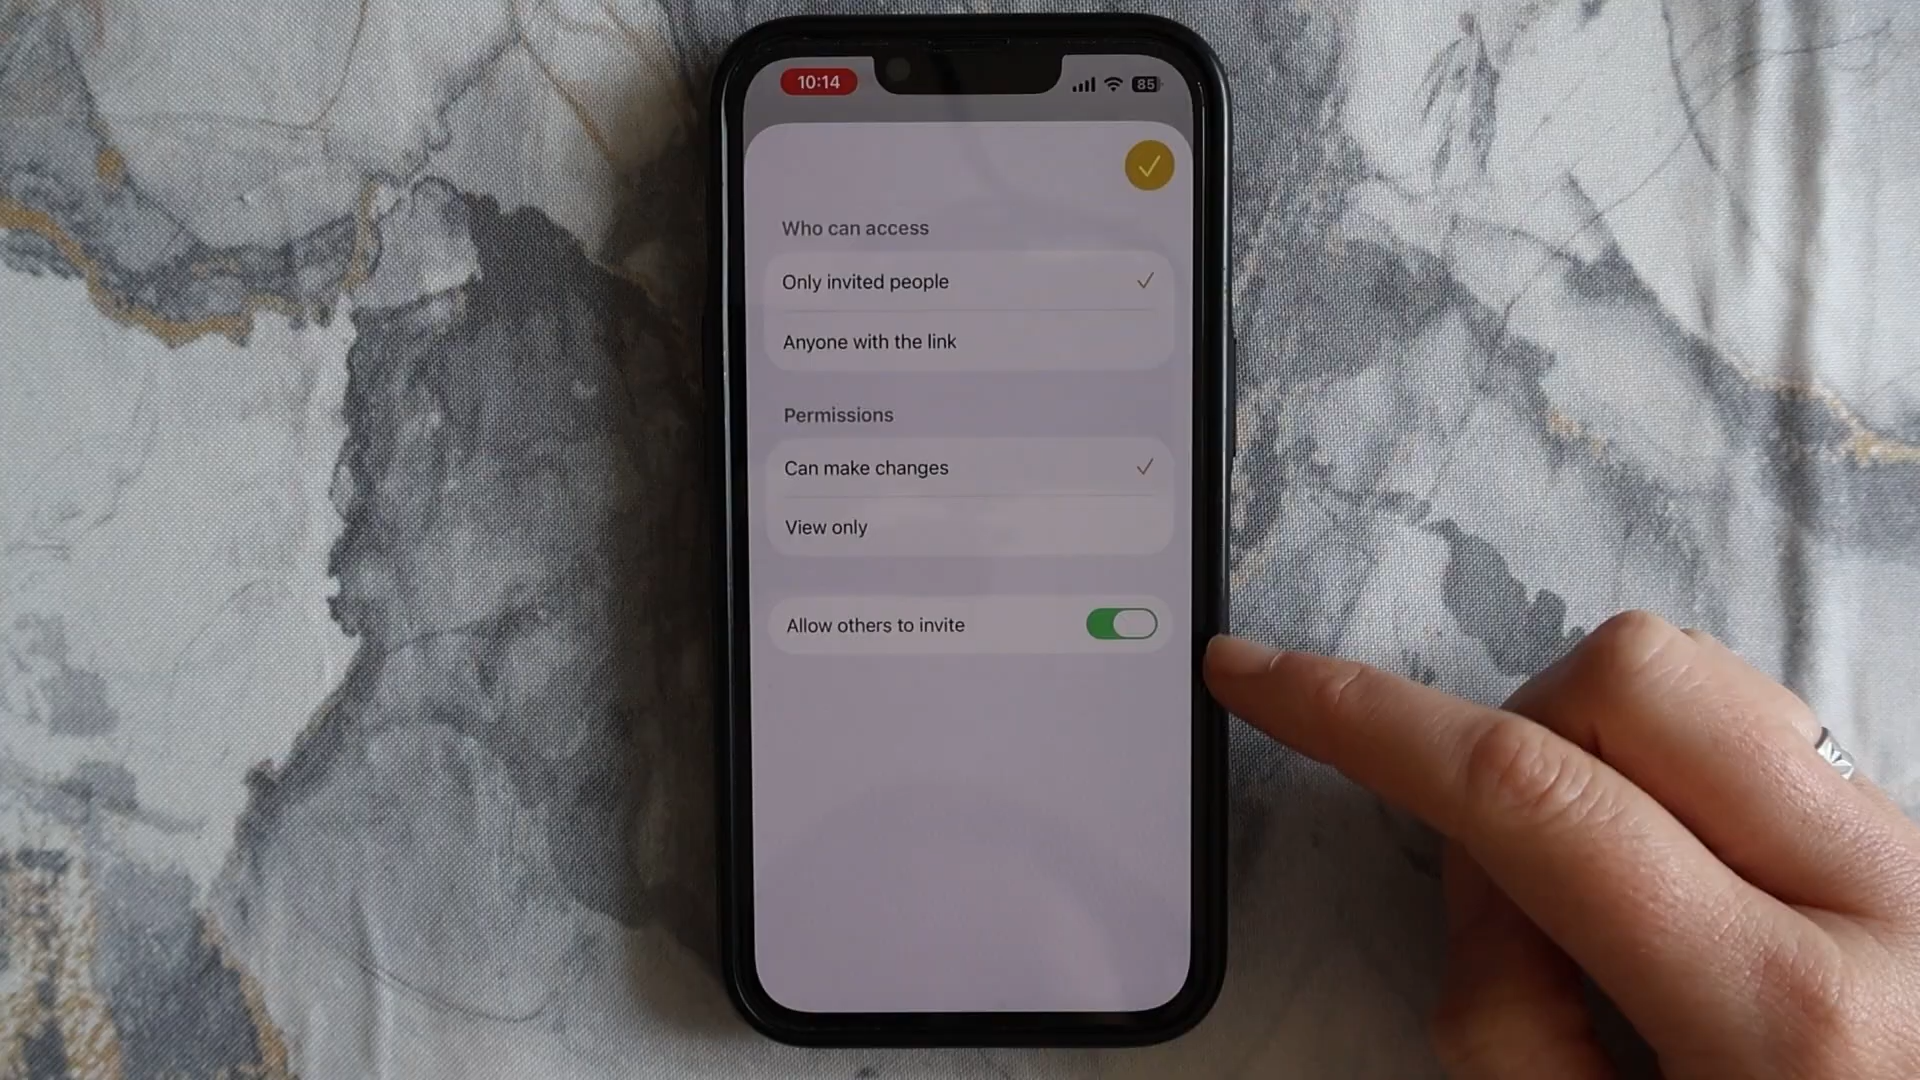 10:14
85
Who can access
Only invited people
Anyone with the link
Permissions
Can make changes
View only
Allow others to invite